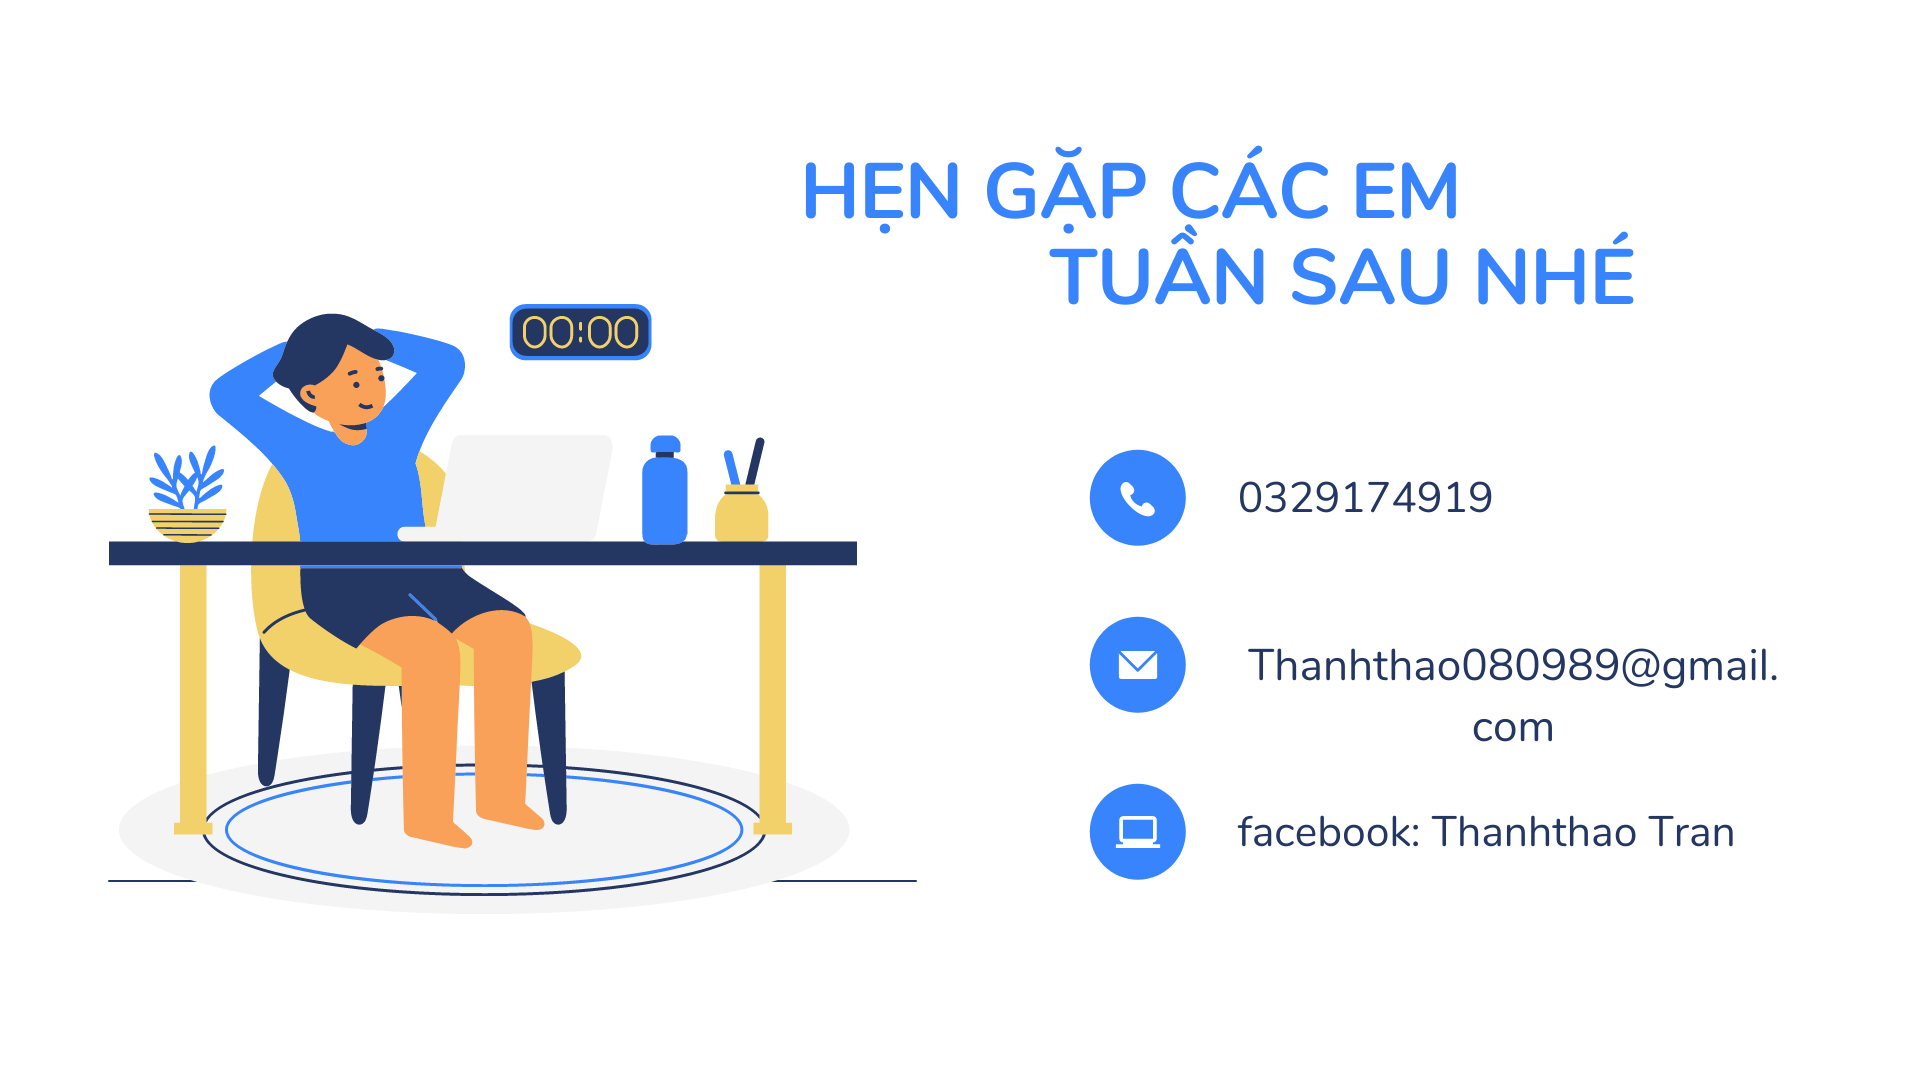 HẸN GẶP CÁC EM
TUẦN SAU NHÉ
00:00
0329174919
Thanhthao080989@gmail.
com
facebook: Thanhthao Tran